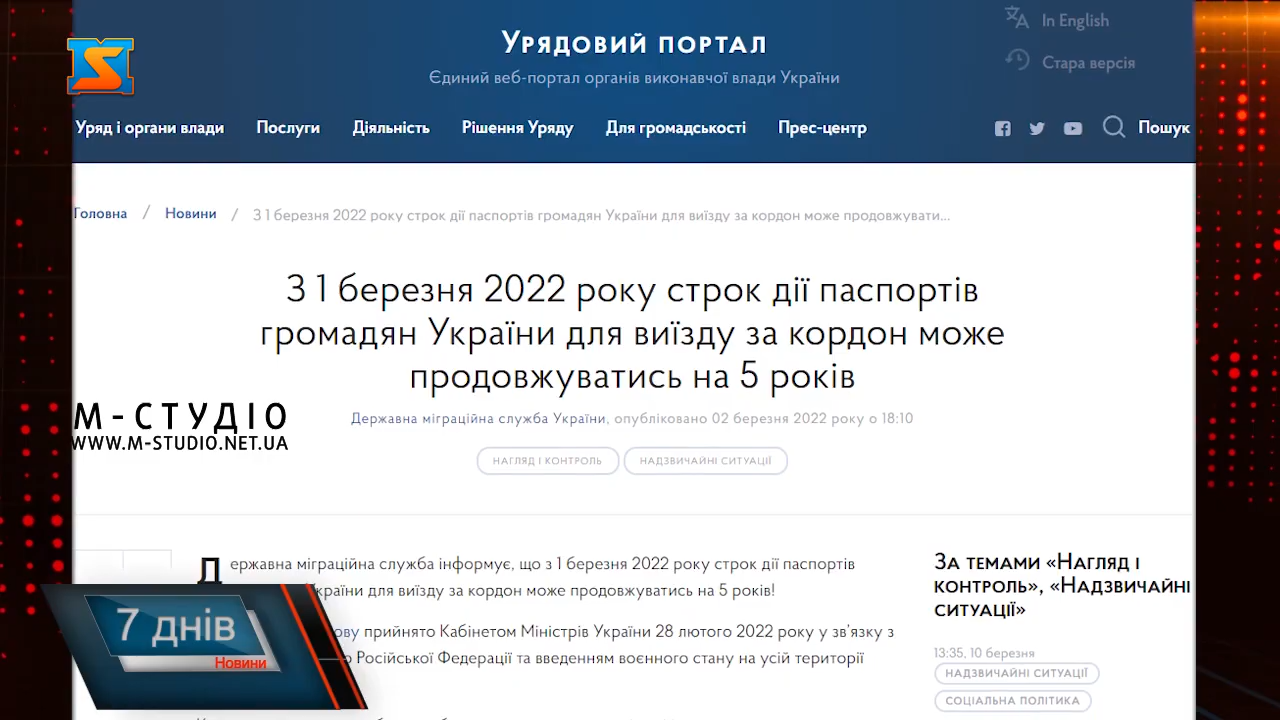 In English
Урядовий портал
Єдиний веб-портал органів виконавчої влади України
Стара версія
Уряд і органи влади Послуги Діяльність Рішення Уряду Для громадськості Прес-центр Пошук
Головна / Новини / З 1 березня 2022 року строк дії паспортів громадян України для виїзду за кордон може продовжувати...
З 1 березня 2022 року строк дії паспортів
громадян України для виїзду за кордон може
продовжуватись на 5 років
М-СТУДІО
WWW.M-STUDIO.NET.UA
Державна міграційна служба України, опубліковано 02 березня 2022 року о 18:10
НАГЛЯД І КОНТРОЛЬ НАДЗВИЧАЙНІ СИТУАЦІЇ
Державна міграційна служба інформує, що з 1 березня 2022 року строк дії паспортів
країни для виїзду за кордон може продовжуватись на 5 років!
ову прийнято Кабінетом Міністрів України 28 лютого 2022 року у зв’язку з
Російської Федерації та введенням воєнного стану на усій території
За темами «Нагляд і
контроль», «Надзвичайні
ситуації»
13:35, 10 березня
НАДЗВИЧАЙНІ СИТУАЦІЇ
СОЦІАЛЬНА ПОЛІТИКА
7 днів
Новини